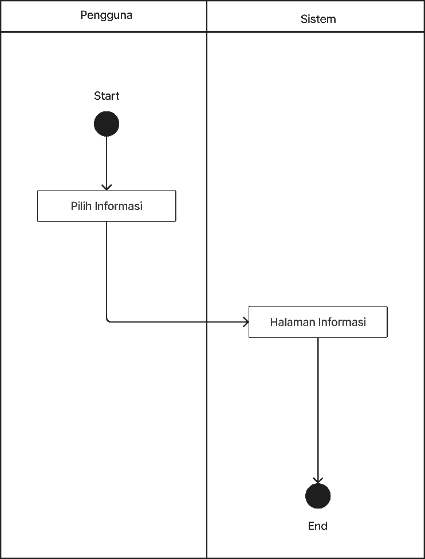 Pengguna
Sistem
Start
Pilih Informasi
Halaman Informasi
End